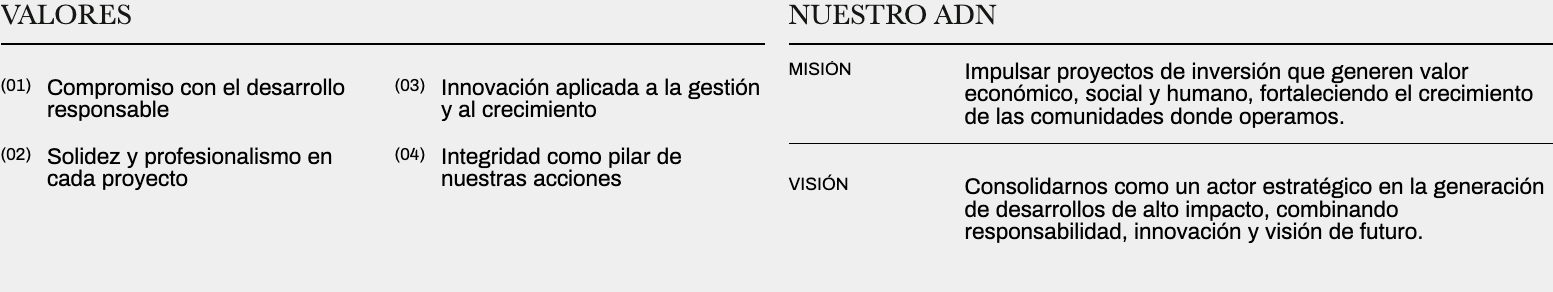 VALORES
(01) Compromiso con el desarrollo
responsable
(02) Solidez y profesionalismo en
cada proyecto
(03) Innovación aplicada a la gestión
y al crecimiento
(04) Integridad como pilar de
nuestras acciones
NUESTRO ADN
MISIÓN
Impulsar proyectos de inversión que generen valor
económico, social y humano, fortaleciendo el crecimiento
de las comunidades donde operamos.
VISIÓN
Consolidarnos como un actor estratégico en la generación
de desarrollos de alto impacto, combinando
responsabilidad, innovación y visión de futuro.